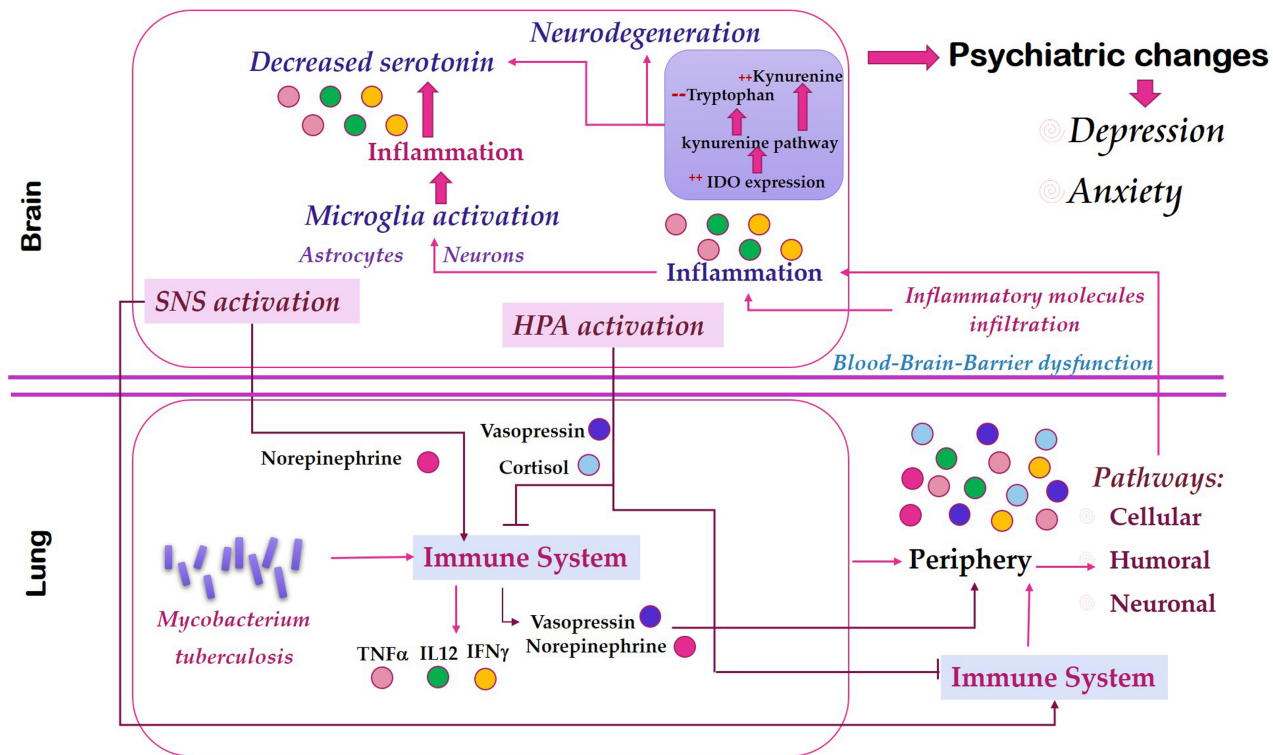 Brain
Neurodegeneration
Decreased serotonin
Inflammation
Microglia activation
Astrocytes
Neurons
++Kynurenine
--Tryptophan
kynurenine pathway
++ IDO expression
Inflammation
Psychiatric changes
Depression
Anxiety
SNS activation
HPA activation
Inflammatory molecules
infiltration
Blood-Brain-Barrier dysfunction
Lung
Norepinephrine
Vasopressin
Cortisol
Immune System
Mycobacterium
tuberculosis
TNFα IL12 IFNγ
Vasopressin
Norepinephrine
Periphery
Pathways:
Cellular
Humoral
Neuronal
Immune System